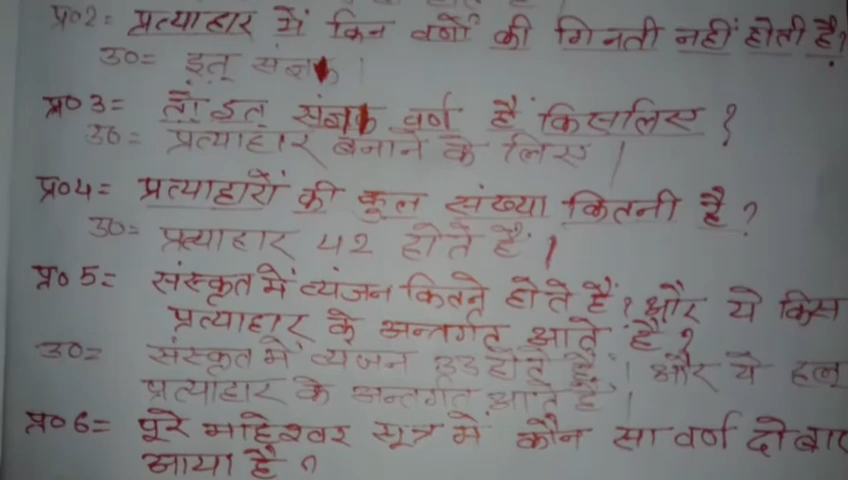 प्र०2= प्रत्याहार में किन वर्णों की गिनती नहीं होती है?
उ०= इत् संज्ञक।
प्र०3= तो इत् संज्ञक वर्ण हैं किसलिए?
उ०= प्रत्याहार बनाने के लिए।
प्र०4= प्रत्याहारों की कुल संख्या कितनी है?
उ०= प्रत्याहार 42 होते हैं।
प्र०5= संस्कृत में व्यंजन कितने होते हैं? और ये किस
प्रत्याहार के अन्तर्गत आते हैं?
उ०= संस्कृत में व्यंजन 33 होते हैं। और ये हल्
प्रत्याहार के अन्तर्गत आते हैं।
प्र०6= पूरे माहेश्वर सूत्र में कौन सा वर्ण दो बार
आया है?